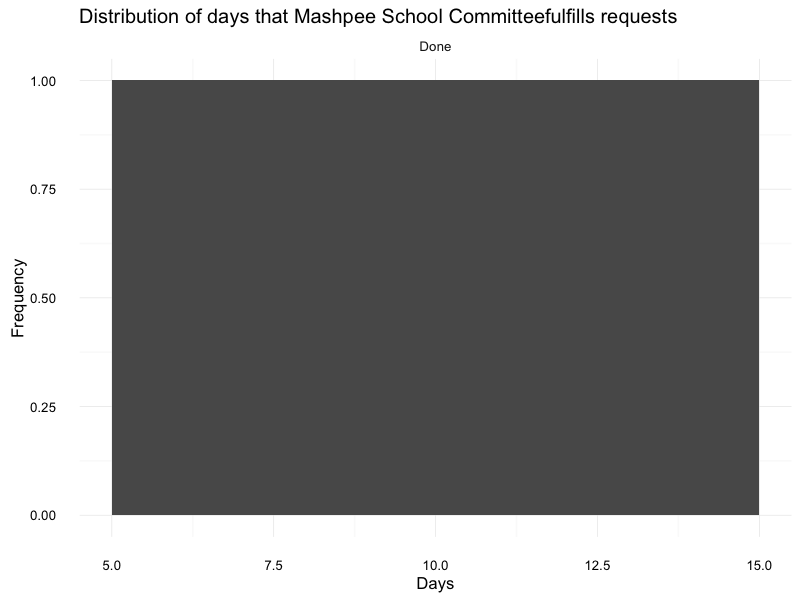 Distribution of days that Mashpee School Committeefulfills requests
Done
1.00
0.75
0.50
0.25
0.00
Frequency
5.0 7.5 10.0 12.5 15.0
Days